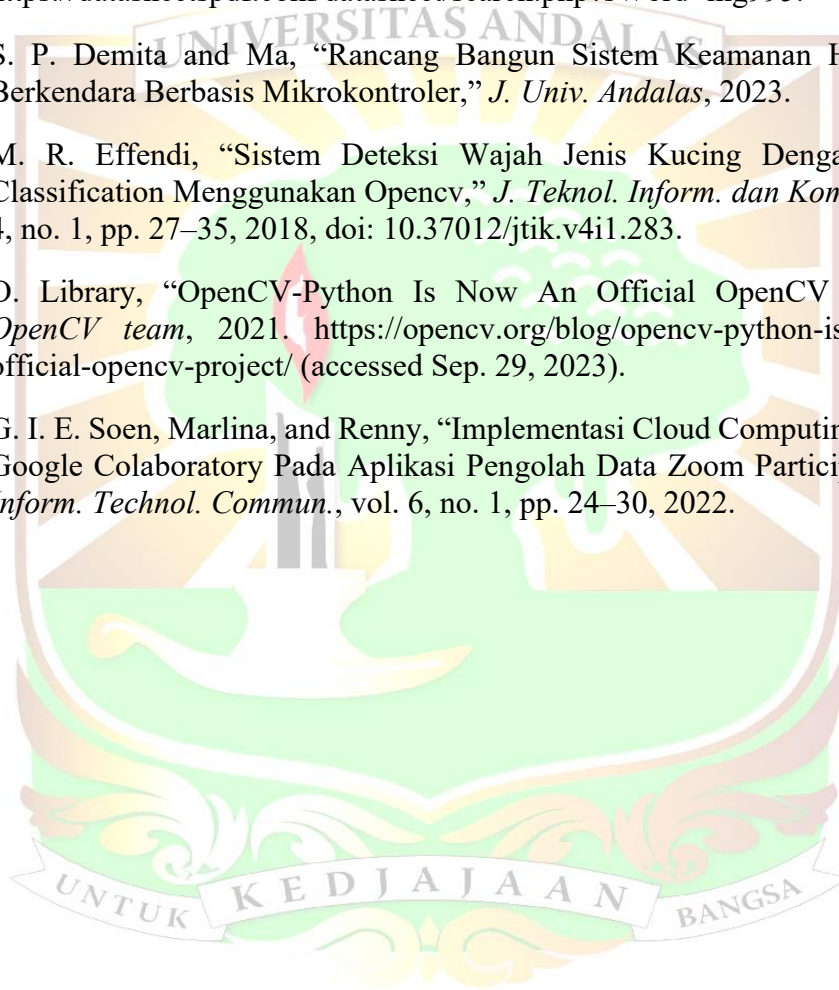 UNIVERSITAS ANDALAS
S. P. Demita and Ma, “Rancang Bangun Sistem Keamanan
Berkendara Berbasis Mikrokontroler,” J. Univ. Andalas, 2023.
M. R. Effendi, “Sistem Deteksi Wajah Jenis Kucing
Classification Menggunakan Opencv,” J. Teknol. Inform. dan
4, no. 1, pp. 27–35, 2018, doi: 10.37012/jtik.v4i1.283.
O. Library, “OpenCV-Python Is Now An Official OpenCV
OpenCV team, 2021. https://opencv.org/blog/opencv-python-is
official-opencv-project/ (accessed Sep. 29, 2023).
G. I. E. Soen, Marlina, and Renny, “Implementasi Cloud
Google Colaboratory Pada Aplikasi Pengolah Data Zoom
Inform. Technol. Commun., vol. 6, no. 1, pp. 24–30, 2022.
UNTUK KEDJAJAAN BANGSA